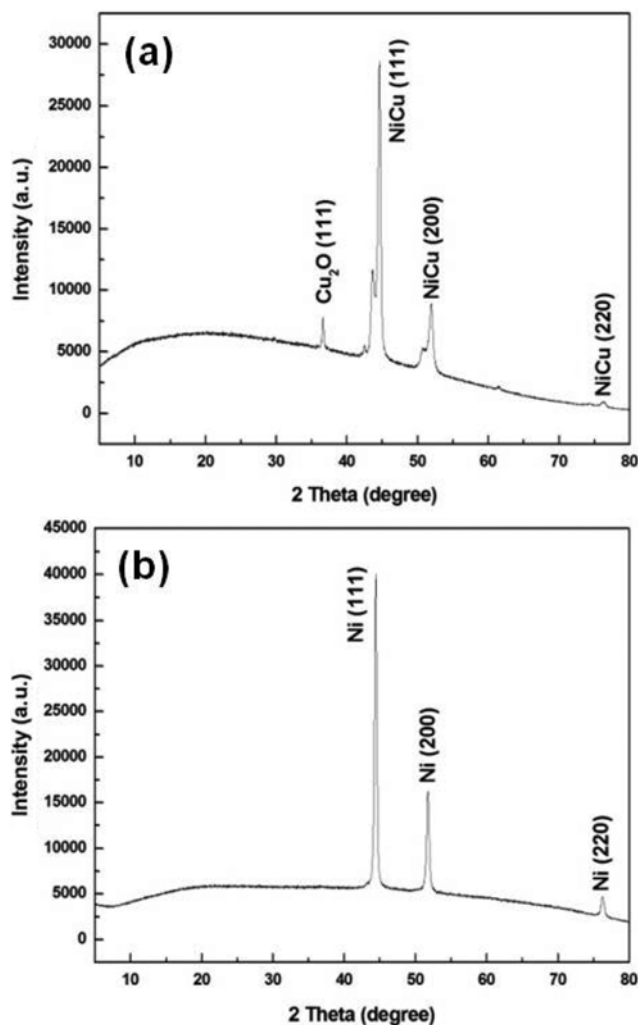 (a)
30000
25000
20000
15000
10000
5000
0
Intensity (a.u.)
Cu₂O (111)
NiCu (111)
NiCu (200)
NiCu (220)
10 20 30 40 50 60 70 80
2 Theta (degree)
(b)
45000
40000
35000
30000
25000
20000
15000
10000
5000
0
Intensity (a.u.)
Ni (111)
Ni (200)
Ni (220)
10 20 30 40 50 60 70 80
2 Theta (degree)